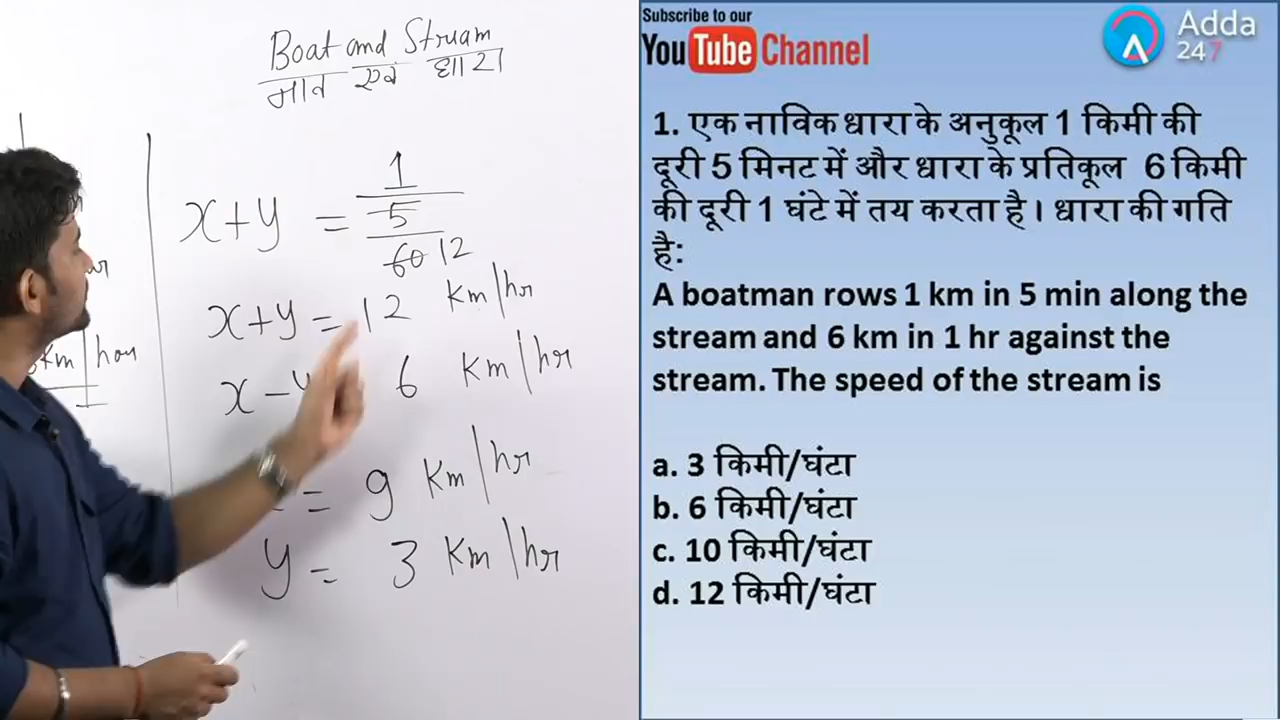 Boat and Stream
नाव एवं धारा
1
x+y = 5
60 12
x+y = 12 Km/hr
x-y 6 Km/hr
= 9 Km/hr
y = 3 Km/hr
Km/hour
Subscribe to our
YouTube Channel
Adda
247
1. एक नाविक धारा के अनुकूल 1 किमी की
दूरी 5 मिनट में और धारा के प्रतिकूल 6 किमी
की दूरी 1 घंटे में तय करता है। धारा की गति
है:
A boatman rows 1 km in 5 min along the
stream and 6 km in 1 hr against the
stream. The speed of the stream is
a. 3 किमी/घंटा
b. 6 किमी/घंटा
c. 10 किमी/घंटा
d. 12 किमी/घंटा